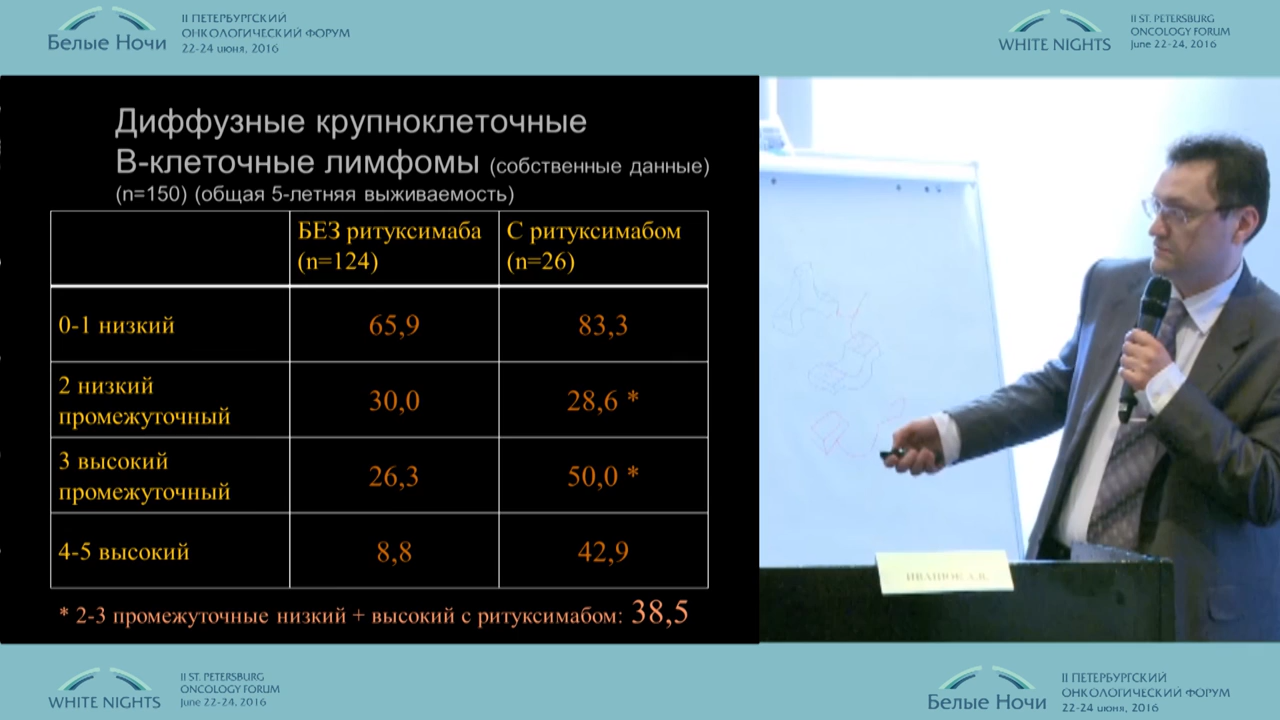 Белые Ночи
II ПЕТЕРБУРГСКИЙ
ОНКОЛОГИЧЕСКИЙ ФОРУМ
22-24 июня, 2016
WHITE NIGHTS
II ST. PETERSBURG
ONCOLOGY FORUM
June 22-24, 2016
Диффузные крупноклеточные
В-клеточные лимфомы (собственные данные)
(n=150) (общая 5-летняя выживаемость)
БЕЗ ритуксимаба
(n=124)
С ритуксимабом
(n=26)
0-1 низкий
65,9
83,3
2 низкий
промежуточный
30,0
28,6 *
3 высокий
промежуточный
26,3
50,0 *
4-5 высокий
8,8
42,9
* 2-3 промежуточные низкий + высокий с ритуксимабом: 38,5
WHITE NIGHTS
II ST. PETERSBURG
ONCOLOGY FORUM
June 22-24, 2016
Белые Ночи
II ПЕТЕРБУРГСКИЙ
ОНКОЛОГИЧЕСКИЙ ФОРУМ
22-24 июня, 2016